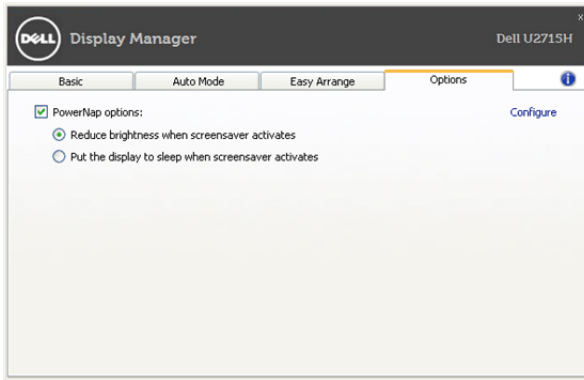 x
DELL Display Manager Dell U2715H
Basic Auto Mode Easy Arrange Options i
PowerNap options: Configure
Reduce brightness when screensaver activates
Put the display to sleep when screensaver activates